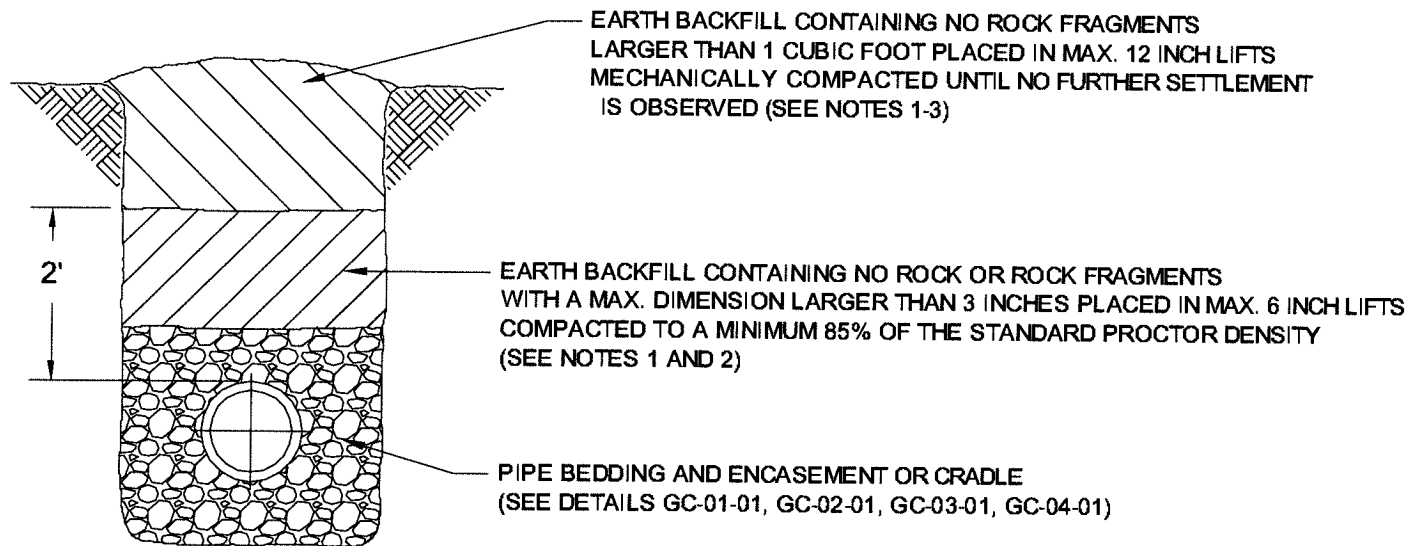 EARTH BACKFILL CONTAINING NO ROCK FRAGMENTS
LARGER THAN 1 CUBIC FOOT PLACED IN MAX. 12 INCH LIFTS
MECHANICALLY COMPACTED UNTIL NO FURTHER SETTLEMENT
IS OBSERVED (SEE NOTES 1-3)
2'
EARTH BACKFILL CONTAINING NO ROCK OR ROCK FRAGMENTS
WITH A MAX. DIMENSION LARGER THAN 3 INCHES PLACED IN MAX. 6 INCH LIFTS
COMPACTED TO A MINIMUM 85% OF THE STANDARD PROCTOR DENSITY
(SEE NOTES 1 AND 2)
PIPE BEDDING AND ENCASEMENT OR CRADLE
(SEE DETAILS GC-01-01, GC-02-01, GC-03-01, GC-04-01)